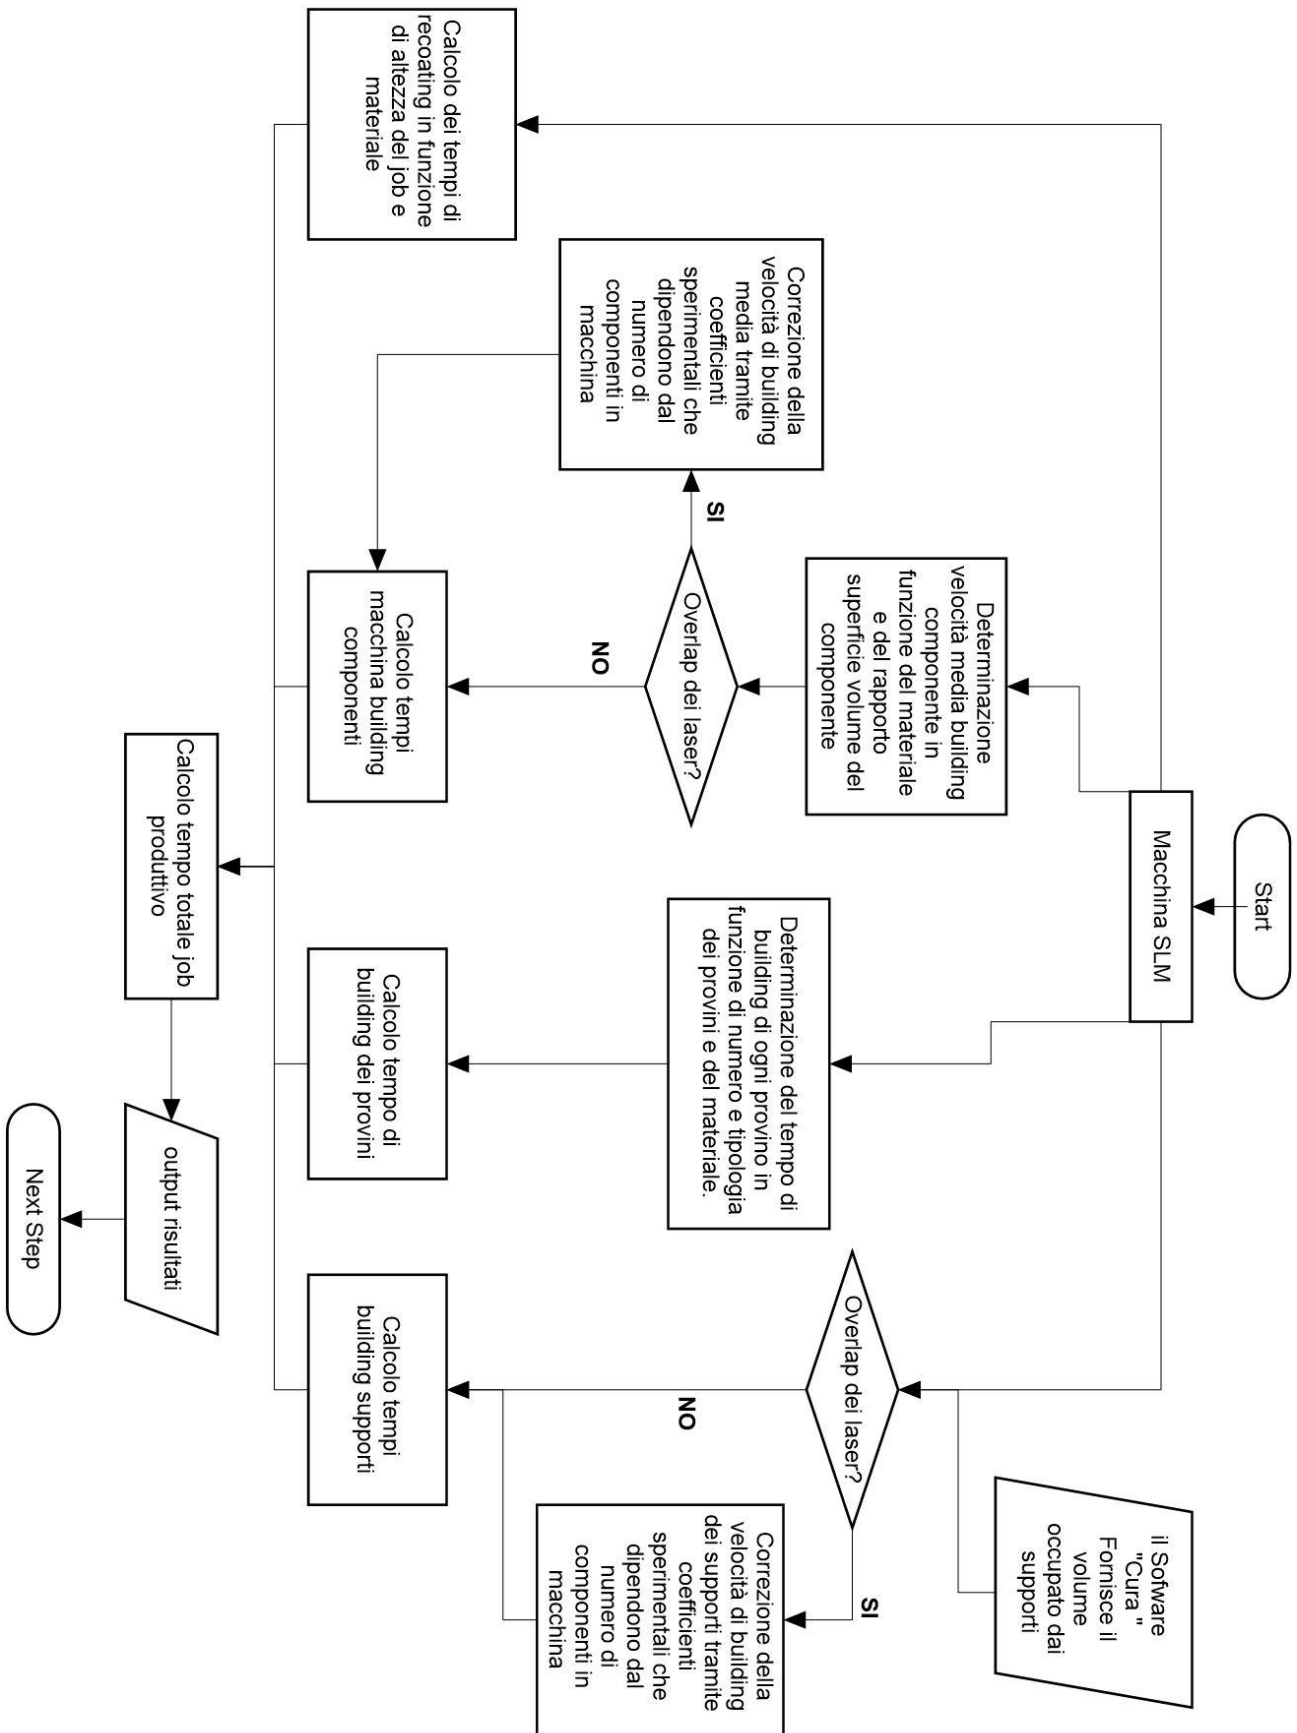 Start
Macchina SLM
il Sofware
"Cura "
Fornisce il
volume
occupato dai
supporti
Calcolo dei tempi di
recoating in funzione
di altezza del job e
materiale
Determinazione
velocità media building
componente in
funzione del materiale
e del rapporto
superficie volume del
componente
Overlap dei laser?
SI
NO
Correzione della
velocità di building
media tramite
coefficienti
sperimentali che
dipendono dal
numero di
componenti in
macchina
Calcolo tempi
macchina building
componenti
Determinazione del tempo di
building di ogni provino in
funzione di numero e tipologia
dei provini e del materiale.
Calcolo tempo di
building dei provini
Overlap dei laser?
SI
NO
Correzione della
velocità di building
dei supporti tramite
coefficienti
sperimentali che
dipendono dal
numero di
componenti in
macchina
Calcolo tempi
building supporti
Calcolo tempo totale job
produttivo
output risultati
Next Step